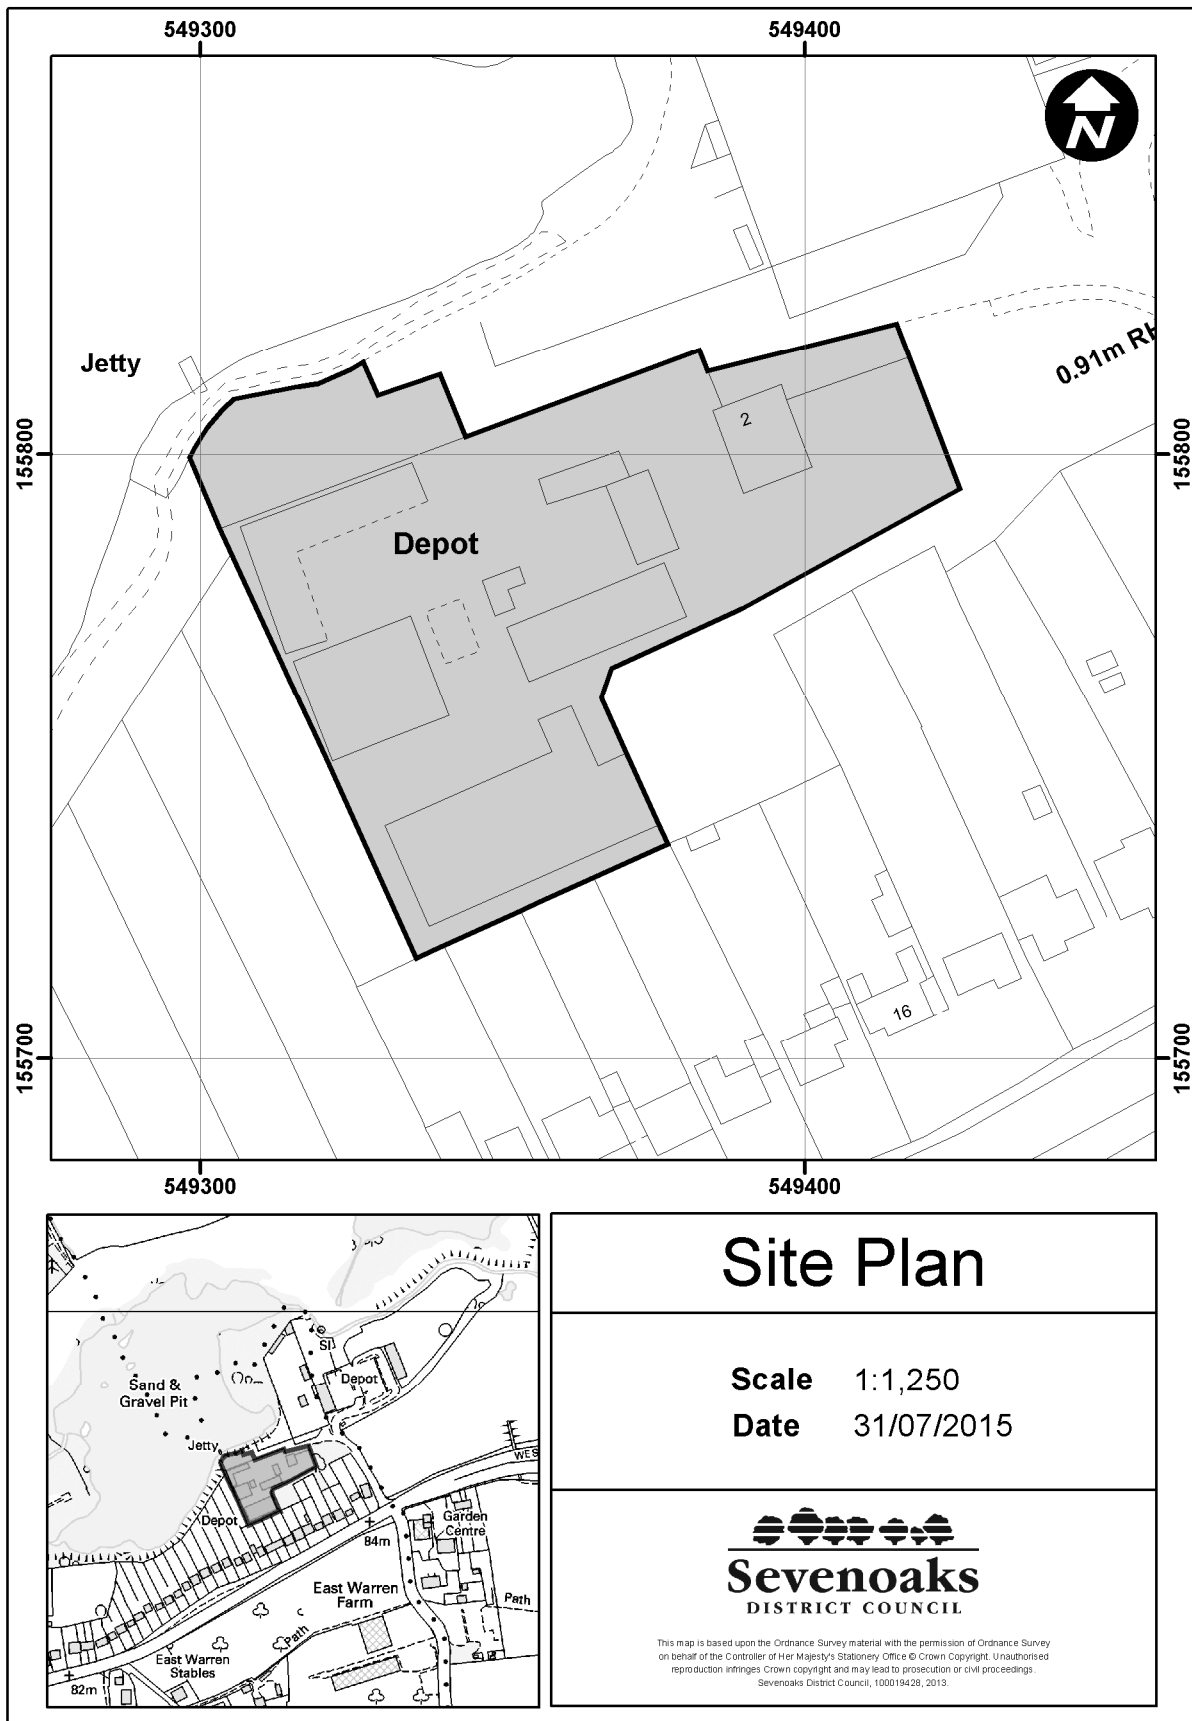 549300
549400
N
Jetty
0.91m RH
2
155800
155800
Depot
16
155700
155700
549300
549400
Sl
Depot
Sand &
Gravel Pit
Jetty
WES
Depot
84m
Garden
Centre
East Warren
Farm
Path
Path
East Warren
Stables
82m
Site Plan
Scale 1:1,250
Date 31/07/2015
Sevenoaks
DISTRICT COUNCIL
This map is based upon the Ordnance Survey material with the permission of Ordnance Survey
on behalf of the Controller of Her Majesty's Stationery Office © Crown Copyright. Unauthorised
reproduction infringes Crown copyright and may lead to prosecution or civil proceedings.
Sevenoaks District Council, 100019428, 2013.